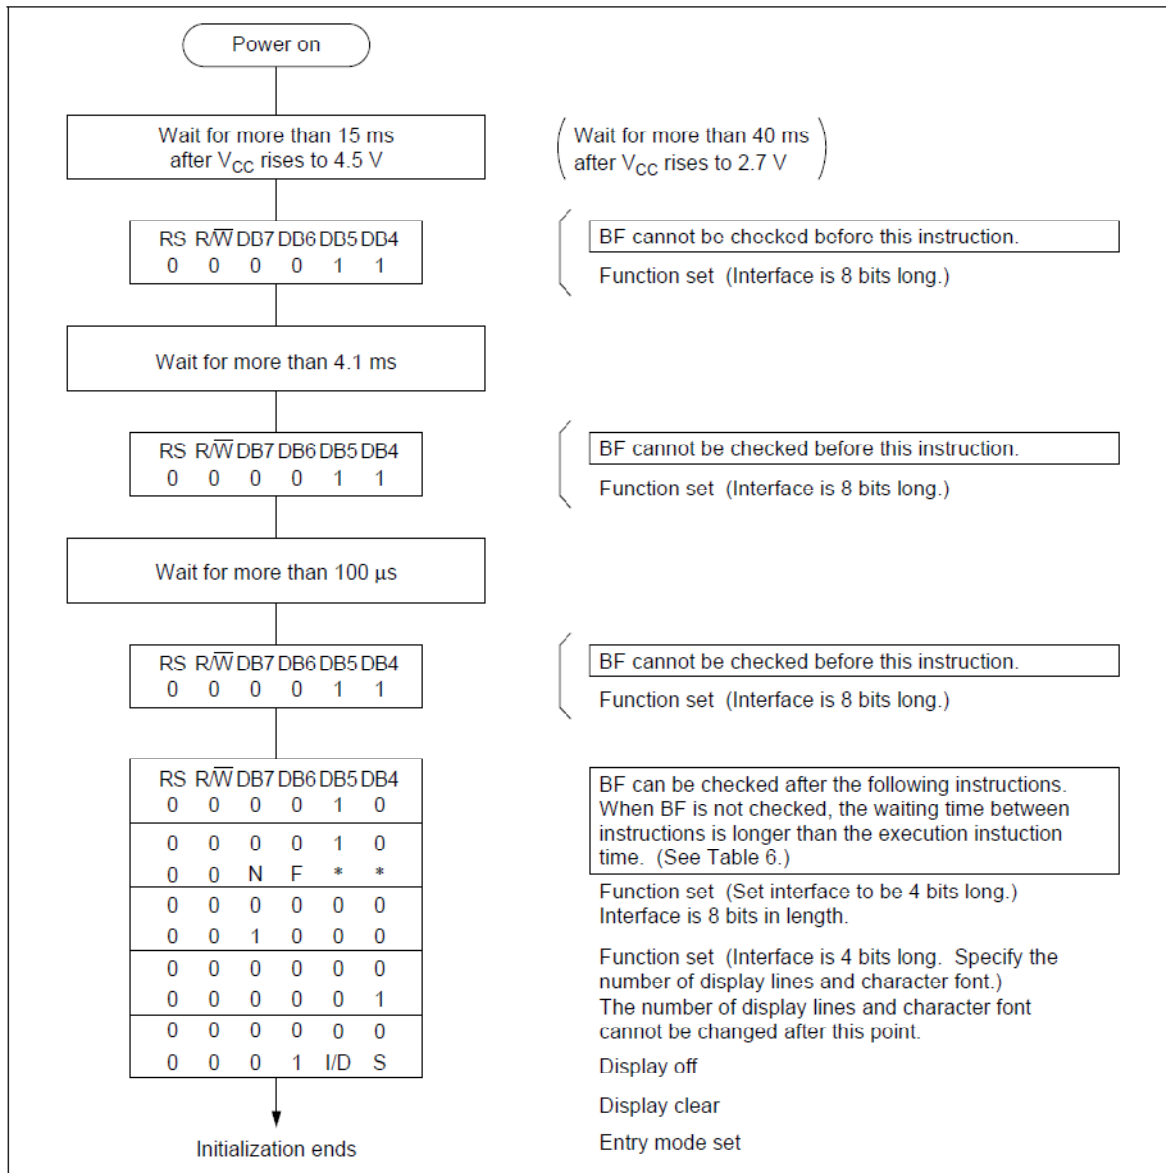 Power on
Wait for more than 15 ms
after VCC rises to 4.5 V
Wait for more than 40 ms
after VCC rises to 2.7 V
RS R/W DB7 DB6 DB5 DB4
0 0 0 0 1 1
BF cannot be checked before this instruction.
Function set (Interface is 8 bits long.)
Wait for more than 4.1 ms
RS R/W DB7 DB6 DB5 DB4
0 0 0 0 1 1
BF cannot be checked before this instruction.
Function set (Interface is 8 bits long.)
Wait for more than 100 μs
RS R/W DB7 DB6 DB5 DB4
0 0 0 0 1 1
BF cannot be checked before this instruction.
Function set (Interface is 8 bits long.)
RS R/W DB7 DB6 DB5 DB4
0 0 0 0 1 0
0 0 0 0 1 0
0 0 N F * *
0 0 0 0 0 0
0 0 1 0 0 0
0 0 0 0 0 0
0 0 0 0 0 1
0 0 0 0 0 0
0 0 0 1 I/D S
Initialization ends
BF can be checked after the following instructions.
When BF is not checked, the waiting time between
instructions is longer than the execution instuction
time. (See Table 6.)
Function set (Set interface to be 4 bits long.)
Interface is 8 bits in length.
Function set (Interface is 4 bits long. Specify the
number of display lines and character font.)
The number of display lines and character font
cannot be changed after this point.
Display off
Display clear
Entry mode set